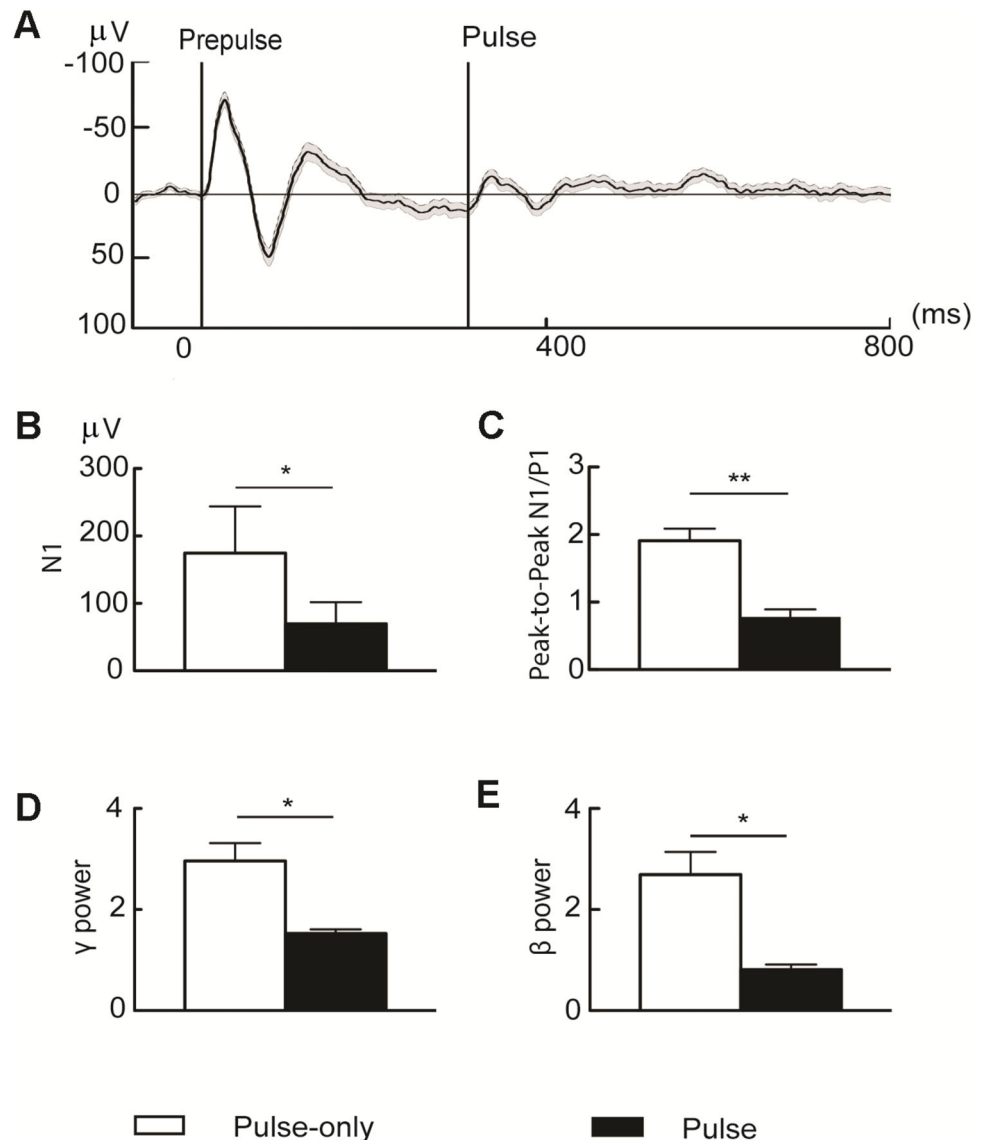 A
μV
Prepulse
Pulse
-100
-50
0
50
100
(ms)
0
400
800
B
μV
300
200
100
0
N1
*
C
3
2
1
0
Peak-to-Peak N1/P1
**
D
4
2
0
γ power
*
E
4
2
0
β power
*
Pulse-only
Pulse